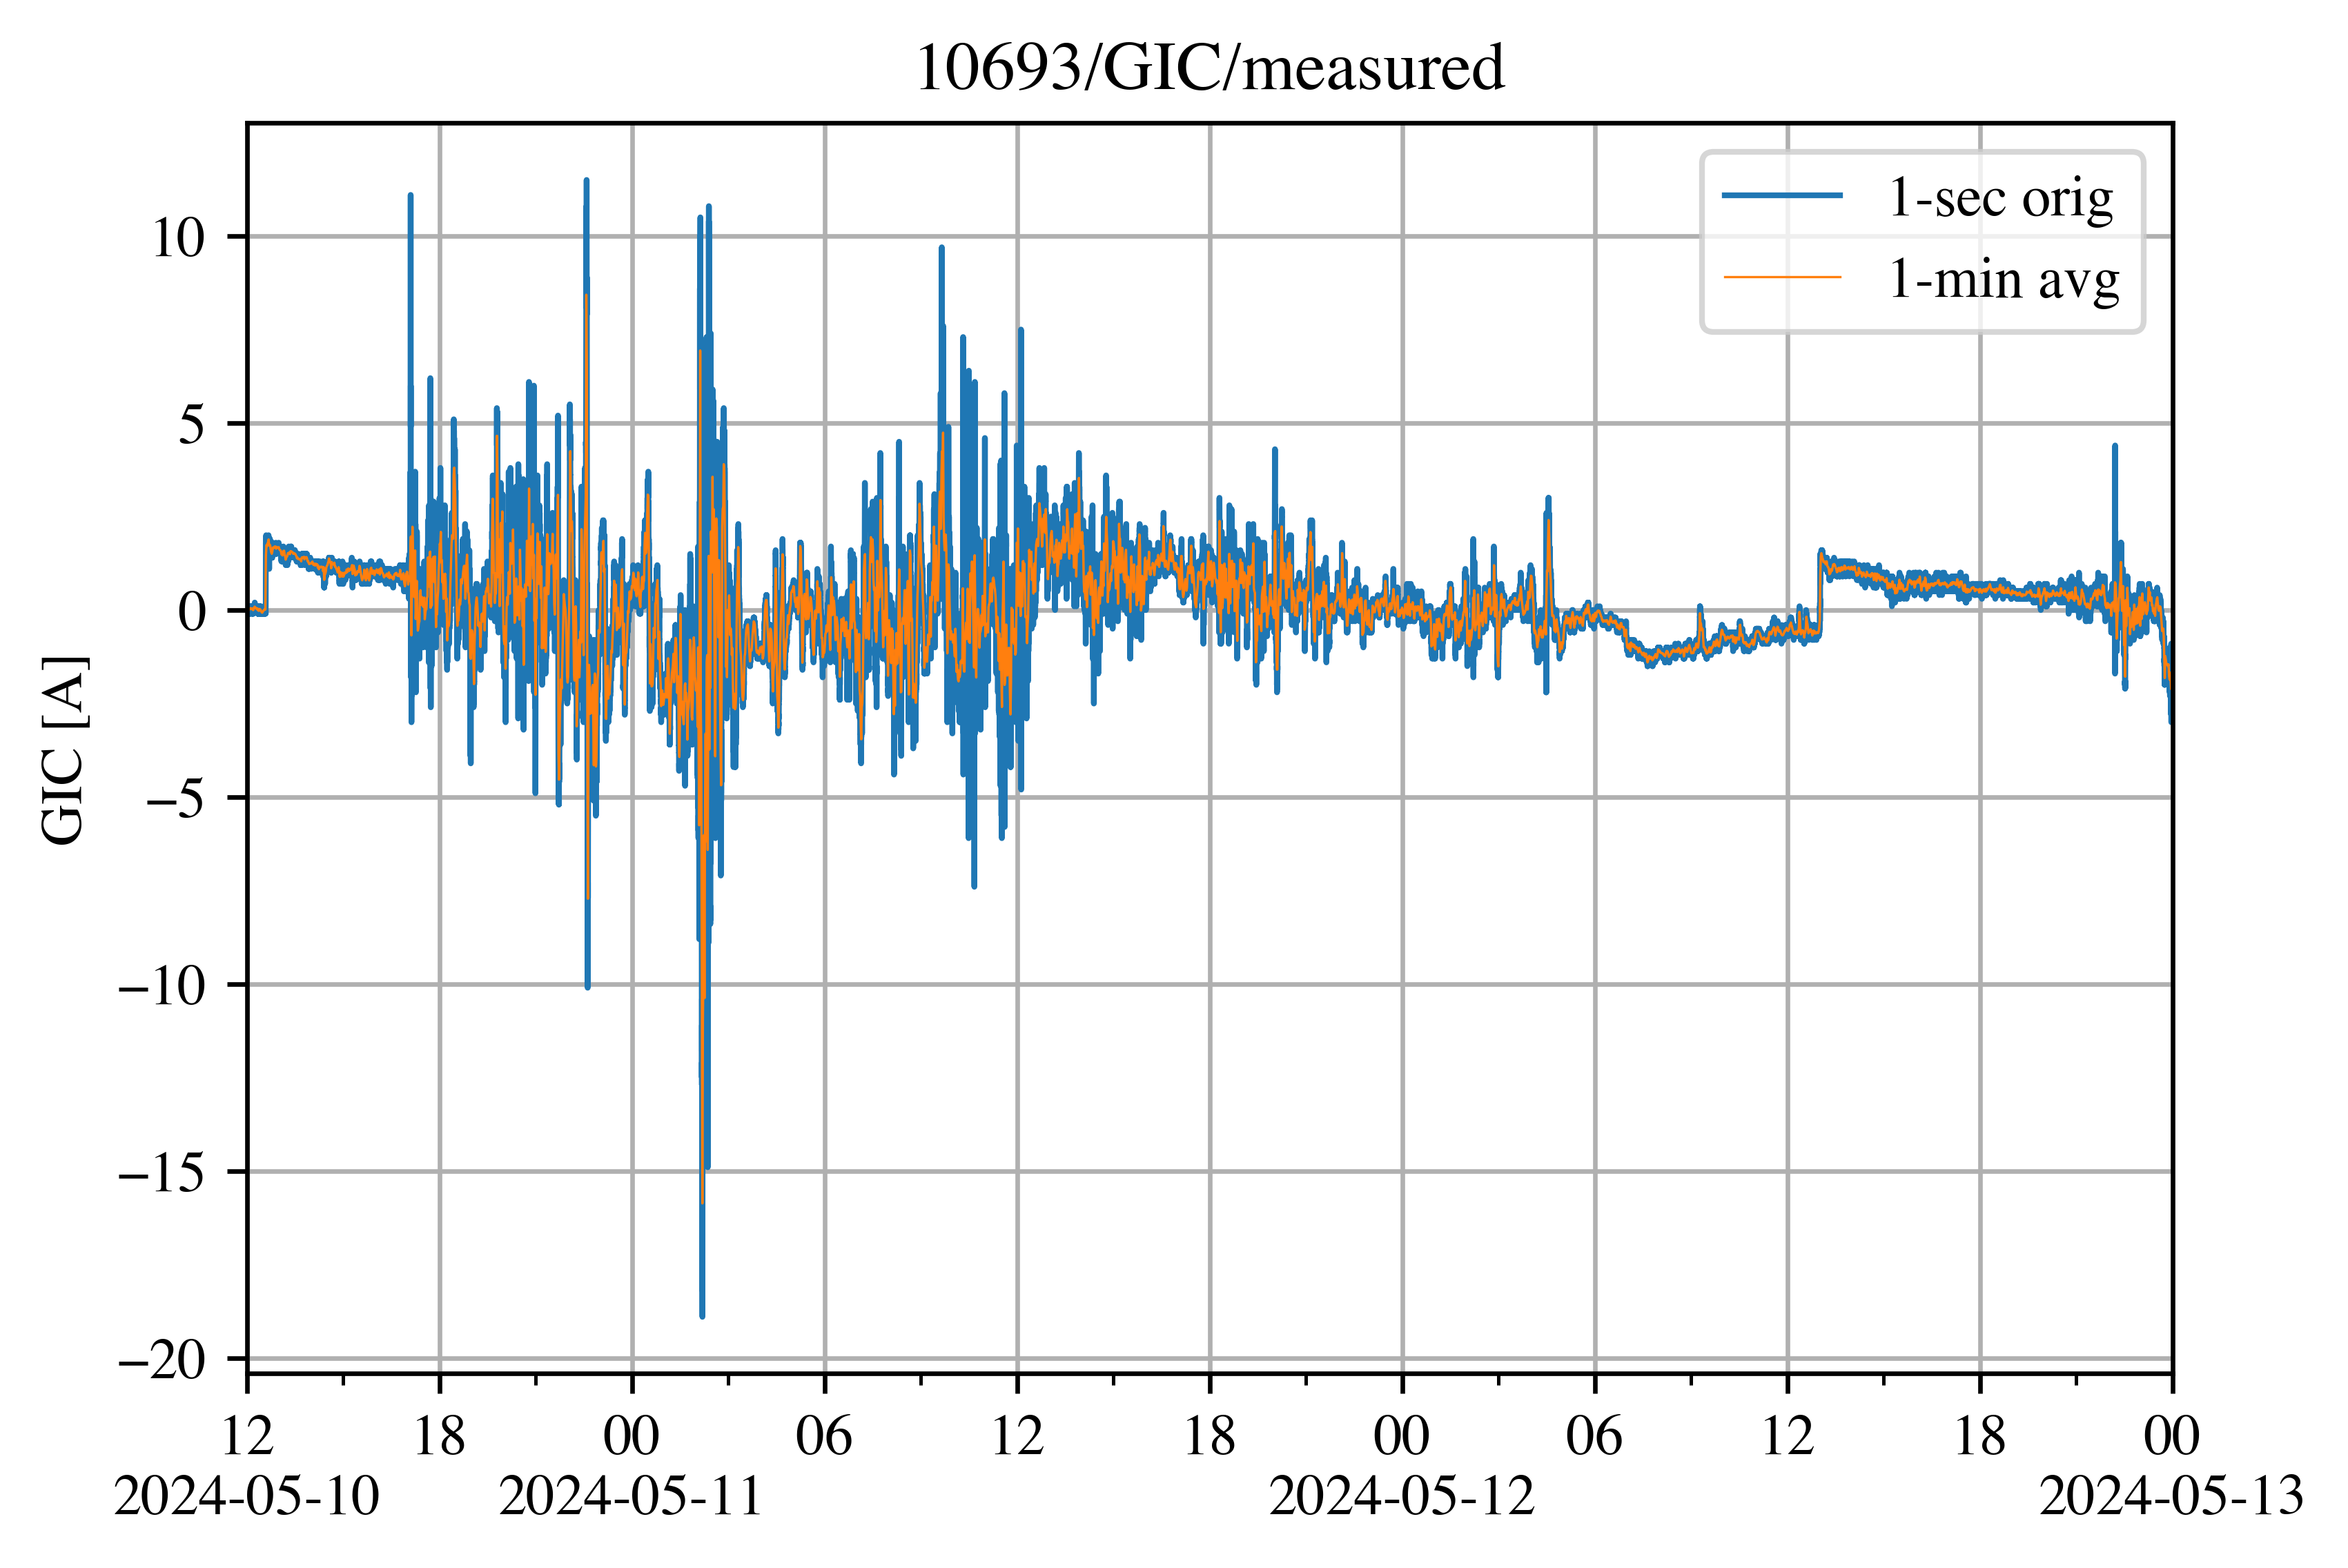 10693/GIC/measured
1-sec orig
1-min avg
GIC [A]
10
5
0
−5
−10
−15
−20
12 18 00 06 12 18 00 06 12 18 00
2024-05-10 2024-05-11 2024-05-12 2024-05-13